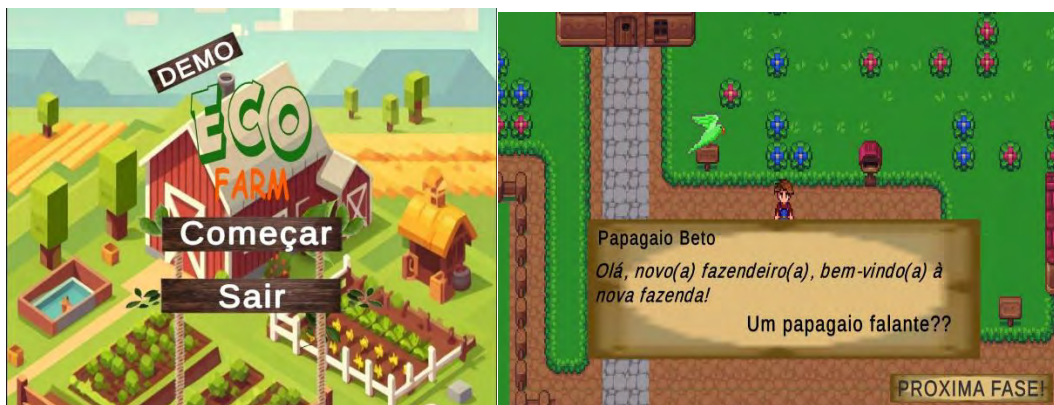 DEMO
ECO
FARM
Começar
Sair
Papagaio Beto
Olá, novo(a) fazendeiro(a), bem-vindo(a) à
nova fazenda!
Um papagaio falante??
PROXIMA FASE!